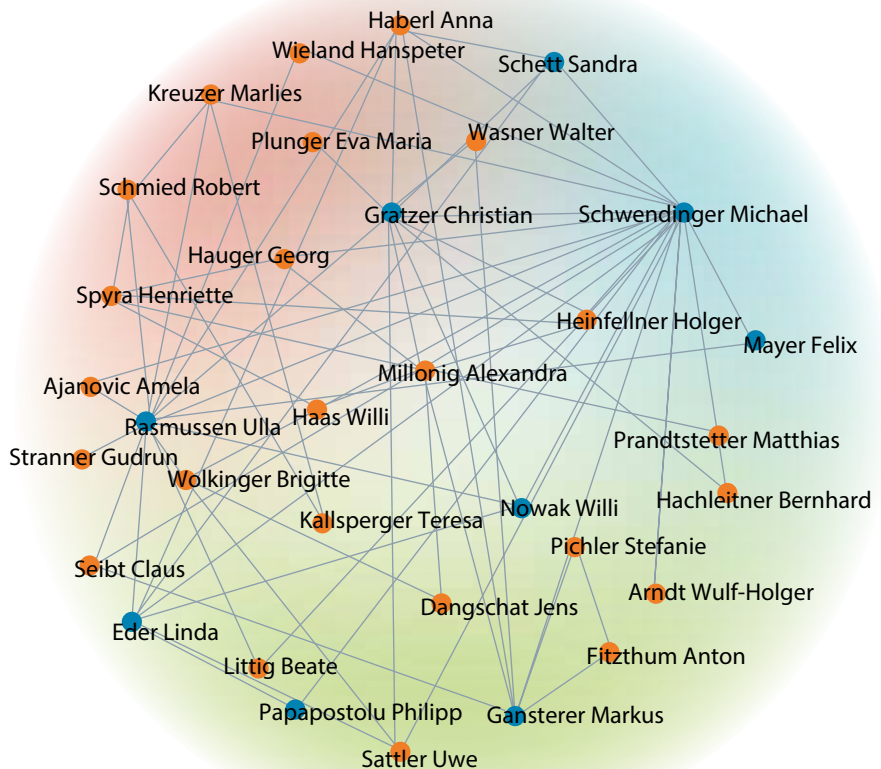 Haberl Anna
Wieland Hanspeter
Schett Sandra
Kreuzer Marlies
Plunger Eva Maria
Wasner Walter
Schmied Robert
Gratzer Christian
Schwendinger Michael
Hauger Georg
Spyra Henriette
Heinfellner Holger
Mayer Felix
Millonig Alexandra
Ajanovic Amela
Haas Willi
Rasmussen Ulla
Prandtstetter Matthias
Stranner Gudrun
Wolkinger Brigitte
Hachleitner Bernhard
Nowak Willi
Kallsperger Teresa
Pichler Stefanie
Seibt Claus
Arndt Wulf-Holger
Dangschat Jens
Eder Linda
Fitzthum Anton
Littig Beate
Papapostolu Philipp
Gansterer Markus
Sattler Uwe